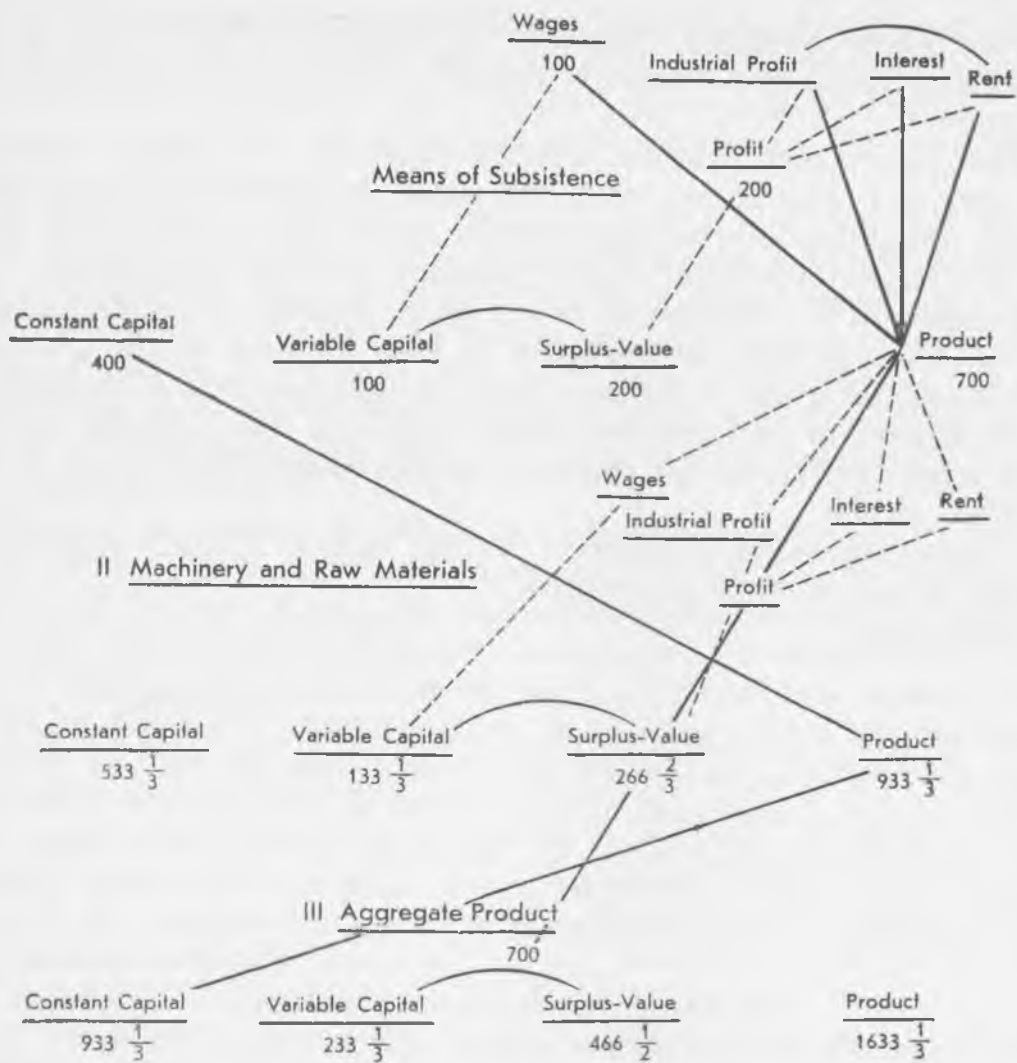 Wages
100
Industrial Profit
Interest
Rent
Profit
200
Means of Subsistence
Constant Capital
400
Variable Capital
100
Surplus-Value
200
Product
700
Wages
Industrial Profit
Interest
Rent
II Machinery and Raw Materials
Profit
Constant Capital
533 1/3
Variable Capital
133 1/3
Surplus-Value
266 2/3
Product
933 1/3
III Aggregate Product
700
Constant Capital
933 1/3
Variable Capital
233 1/3
Surplus-Value
466 1/2
Product
1633 1/3